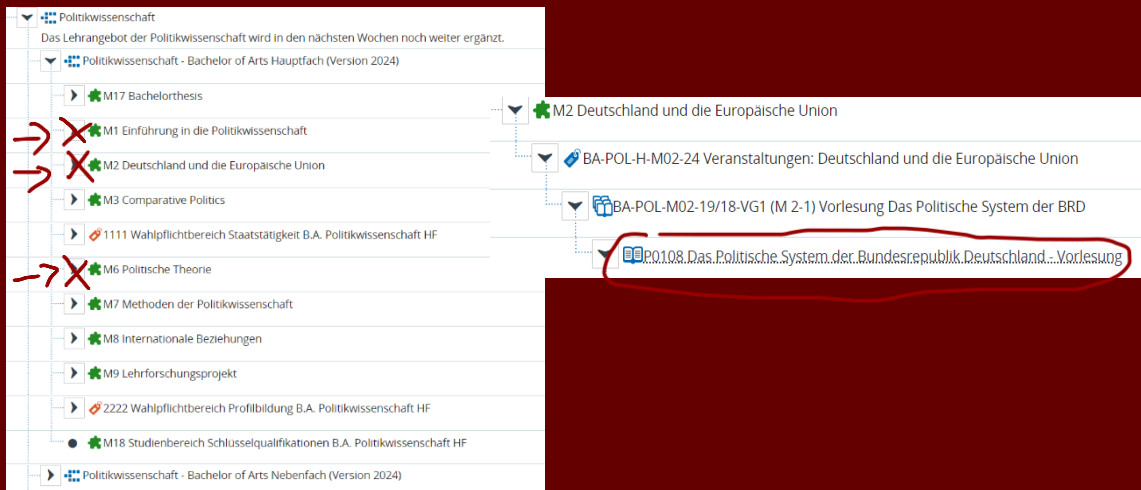 Politikwissenschaft
Das Lehrangebot der Politikwissenschaft wird in den nächsten Wochen noch weiter ergänzt.
Politikwissenschaft - Bachelor of Arts Hauptfach (Version 2024)
M17 Bachelorthesis
M1 Einführung in die Politikwissenschaft
M2 Deutschland und die Europäische Union
M3 Comparative Politics
1111 Wahlpflichtbereich Staatstätigkeit B.A. Politikwissenschaft HF
M6 Politische Theorie
M7 Methoden der Politikwissenschaft
M8 Internationale Beziehungen
M9 Lehrforschungsprojekt
2222 Wahlpflichtbereich Profilbildung B.A. Politikwissenschaft HF
M18 Studienbereich Schlüsselqualifikationen B.A. Politikwissenschaft HF
Politikwissenschaft - Bachelor of Arts Nebenfach (Version 2024)
M2 Deutschland und die Europäische Union
BA-POL-H-M02-24 Veranstaltungen: Deutschland und die Europäische Union
BA-POL-M02-19/18-VG1 (M 2-1) Vorlesung Das Politische System der BRD
P0108 Das Politische System der Bundesrepublik Deutschland - Vorlesung